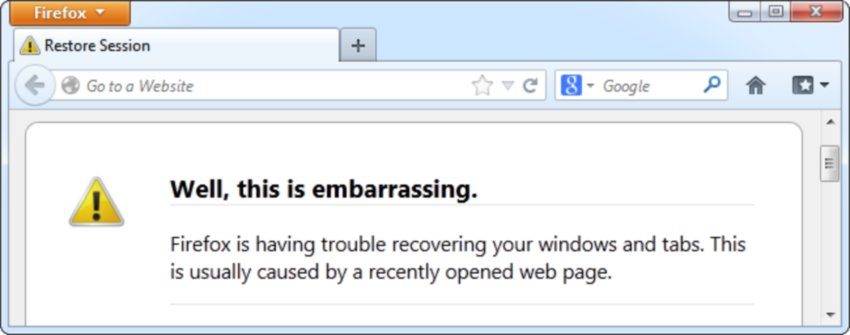 Firefox
Restore Session
Go to a Website
Google
Well, this is embarrassing.
Firefox is having trouble recovering your windows and tabs. This
is usually caused by a recently opened web page.